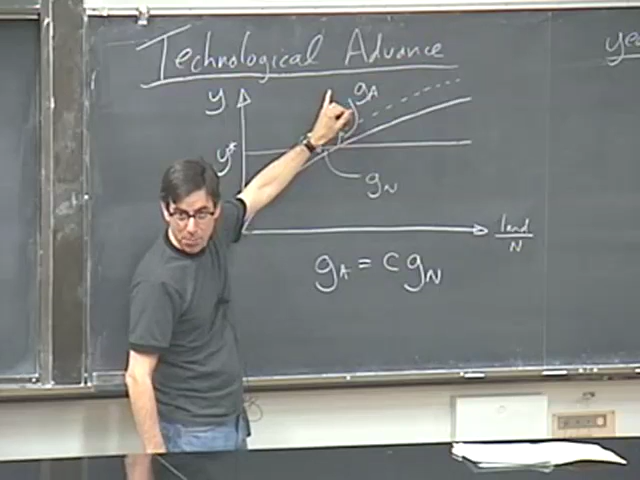 Technological Advance
ye
y
gA
y*
gN
land
N
gA = c gN